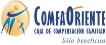 COMFAORIENTE
CAJA DE COMPENSACIÓN FAMILIAR
Sólo beneficios